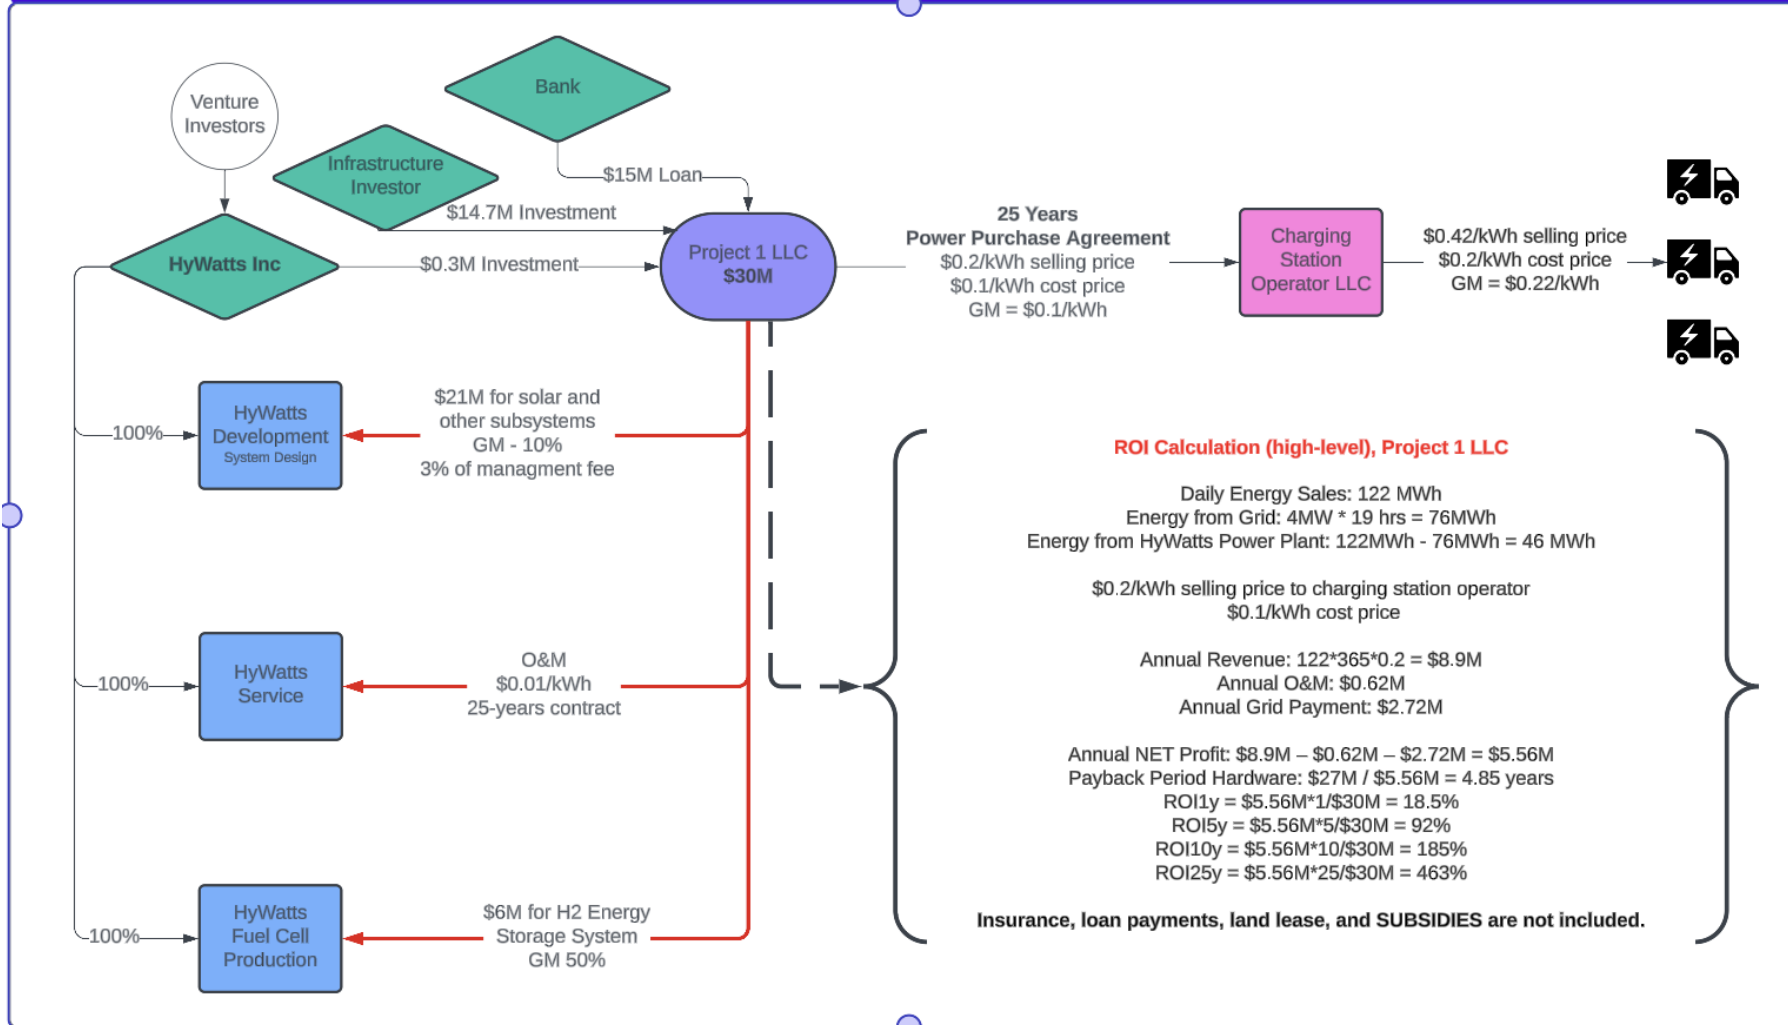 Venture
Investors
Bank
Infrastructure
Investor
$15M Loan
$14.7M Investment
HyWatts Inc
$0.3M Investment
Project 1 LLC
$30M
25 Years
Power Purchase Agreement
$0.2/kWh selling price
$0.1/kWh cost price
GM = $0.1/kWh
Charging
Station
Operator LLC
$0.42/kWh selling price
$0.2/kWh cost price
GM = $0.22/kWh
100%
HyWatts
Development
System Design
$21M for solar and
other subsystems
GM - 10%
3% of managment fee
100%
HyWatts
Service
O&M
$0.01/kWh
25-years contract
100%
HyWatts
Fuel Cell
Production
$6M for H2 Energy
Storage System
GM 50%
ROI Calculation (high-level), Project 1 LLC
Daily Energy Sales: 122 MWh
Energy from Grid: 4MW * 19 hrs = 76MWh
Energy from HyWatts Power Plant: 122MWh - 76MWh = 46 MWh
$0.2/kWh selling price to charging station operator
$0.1/kWh cost price
Annual Revenue: 122*365*0.2 = $8.9M
Annual O&M: $0.62M
Annual Grid Payment: $2.72M
Annual NET Profit: $8.9M – $0.62M – $2.72M = $5.56M
Payback Period Hardware: $27M / $5.56M = 4.85 years
ROI1y = $5.56M*1/$30M = 18.5%
ROI5y = $5.56M*5/$30M = 92%
ROI10y = $5.56M*10/$30M = 185%
ROI25y = $5.56M*25/$30M = 463%
Insurance, loan payments, land lease, and SUBSIDIES are not included.